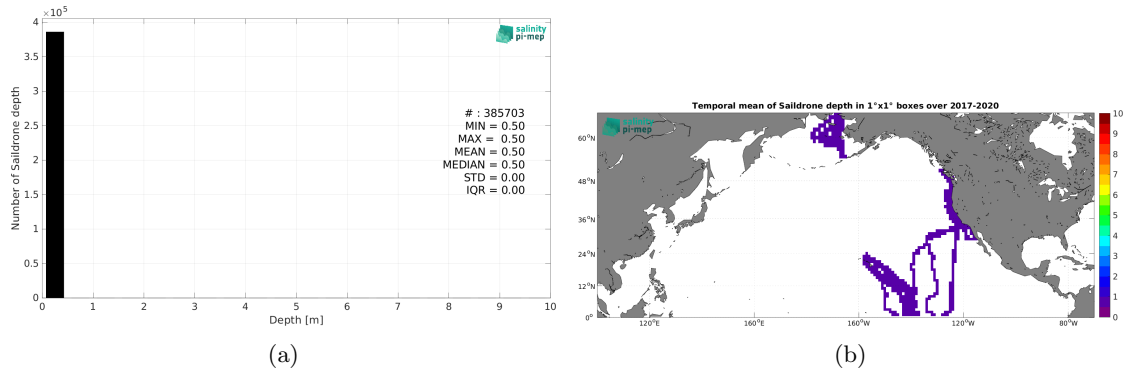 ×10⁵
4
3.5
3
2.5
2
1.5
1
0.5
0
Number of Saildrone depth
salinity
pi-mep
# : 385703
MIN = 0.50
MAX = 0.50
MEAN = 0.50
MEDIAN = 0.50
STD = 0.00
IQR = 0.00
1 2 3 4 5 6 7 8 9 10
Depth [m]
(a)
Temporal mean of Saildrone depth in 1°x1° boxes over 2017-2020
salinity
pi-mep
60°N
48°N
36°N
24°N
12°N
0°
120°E 160°E 160°W 120°W 80°W
10
9
8
7
6
5
4
3
2
1
0
(b)